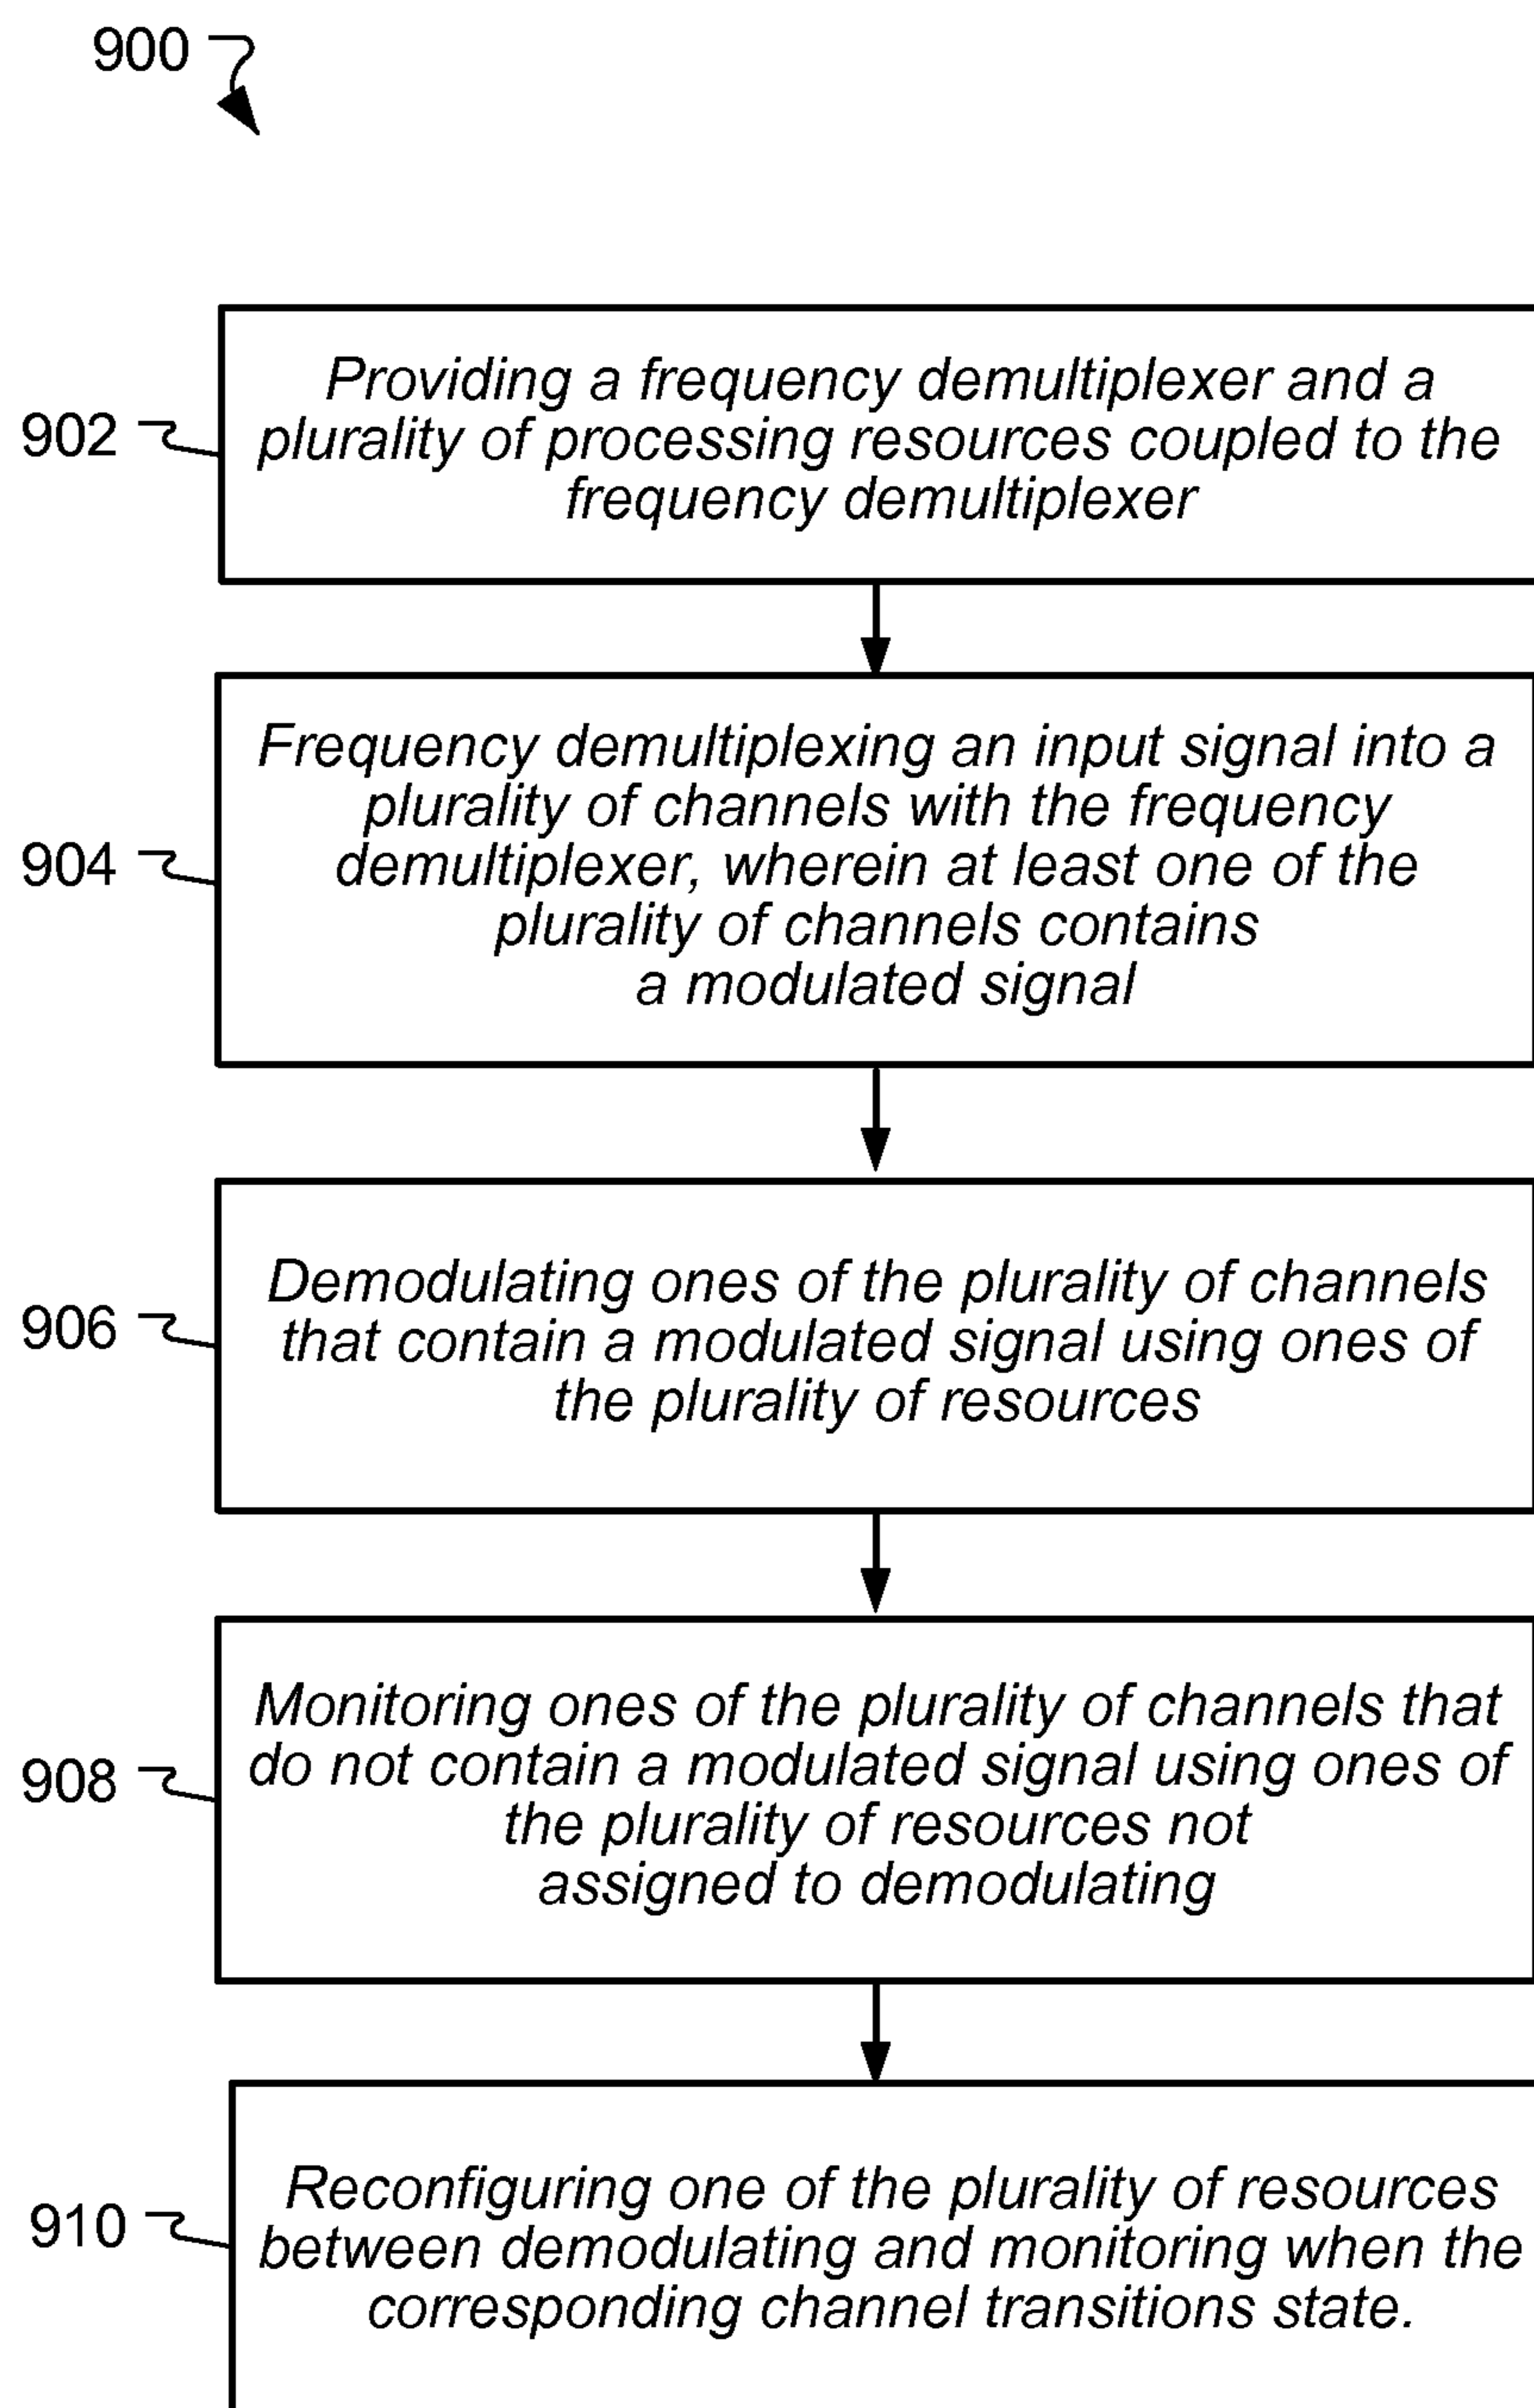 900
902
Providing a frequency demultiplexer and a
plurality of processing resources coupled to the
frequency demultiplexer
904
Frequency demultiplexing an input signal into a
plurality of channels with the frequency
demultiplexer, wherein at least one of the
plurality of channels contains
a modulated signal
906
Demodulating ones of the plurality of channels
that contain a modulated signal using ones of
the plurality of resources
908
Monitoring ones of the plurality of channels that
do not contain a modulated signal using ones of
the plurality of resources not
assigned to demodulating
910
Reconfiguring one of the plurality of resources
between demodulating and monitoring when the
corresponding channel transitions state.